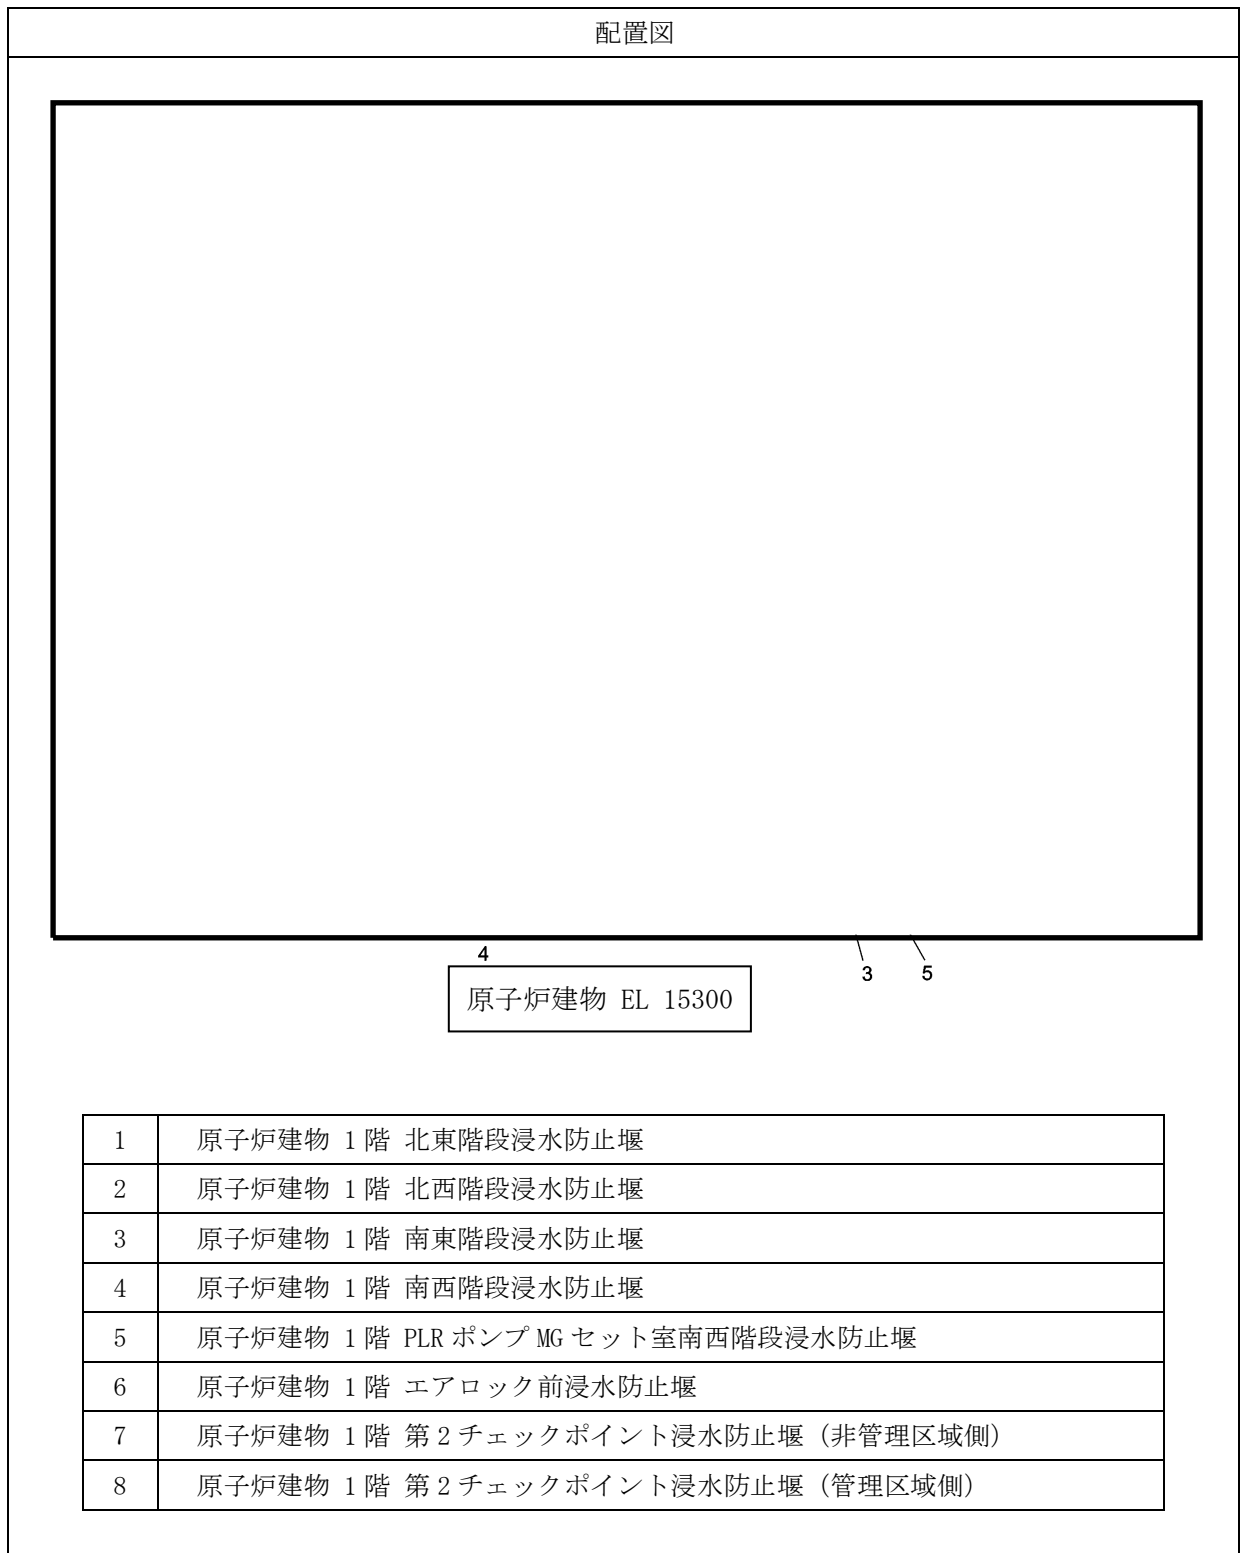 配置図
4
3
5
原子炉建物 EL 15300
1 原子炉建物 1階 北東階段浸水防止堰
2 原子炉建物 1階 北西階段浸水防止堰
3 原子炉建物 1階 南東階段浸水防止堰
4 原子炉建物 1階 南西階段浸水防止堰
5 原子炉建物 1階 PLRポンプMGセット室南西階段浸水防止堰
6 原子炉建物 1階 エアロック前浸水防止堰
7 原子炉建物 1階 第2チェックポイント浸水防止堰(非管理区域側)
8 原子炉建物 1階 第2チェックポイント浸水防止堰(管理区域側)